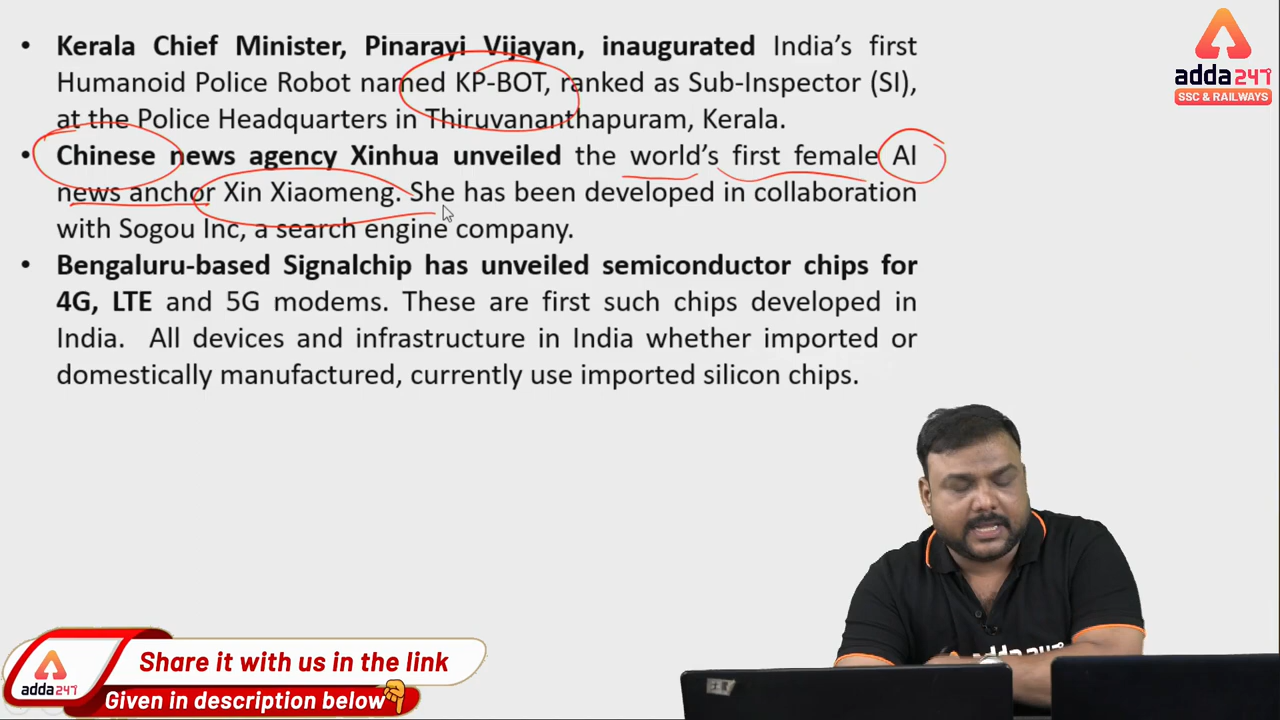 • Kerala Chief Minister, Pinarayi Vijayan, inaugurated India's first
Humanoid Police Robot named KP-BOT, ranked as Sub-Inspector (SI),
at the Police Headquarters in Thiruvananthapuram, Kerala.
• Chinese news agency Xinhua unveiled the world's first female AI
news anchor Xin Xiaomeng. She has been developed in collaboration
with Sogou Inc, a search engine company.
• Bengaluru-based Signalchip has unveiled semiconductor chips for
4G, LTE and 5G modems. These are first such chips developed in
India. All devices and infrastructure in India whether imported or
domestically manufactured, currently use imported silicon chips.
adda247
SSC & RAILWAYS
adda247
adda247
Share it with us in the link
Given in description below